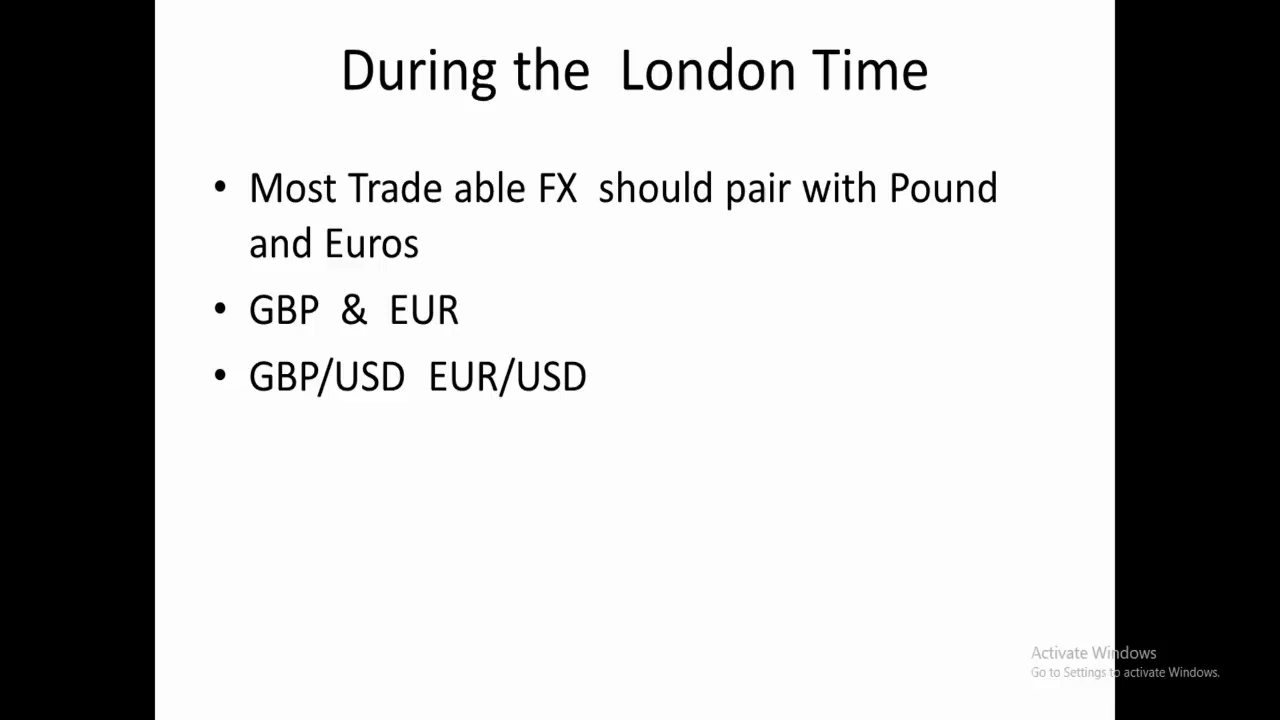 During the London Time
• Most Trade able FX should pair with Pound
and Euros
• GBP & EUR
• GBP/USD EUR/USD
Activate Windows
Go to Settings to activate Windows.